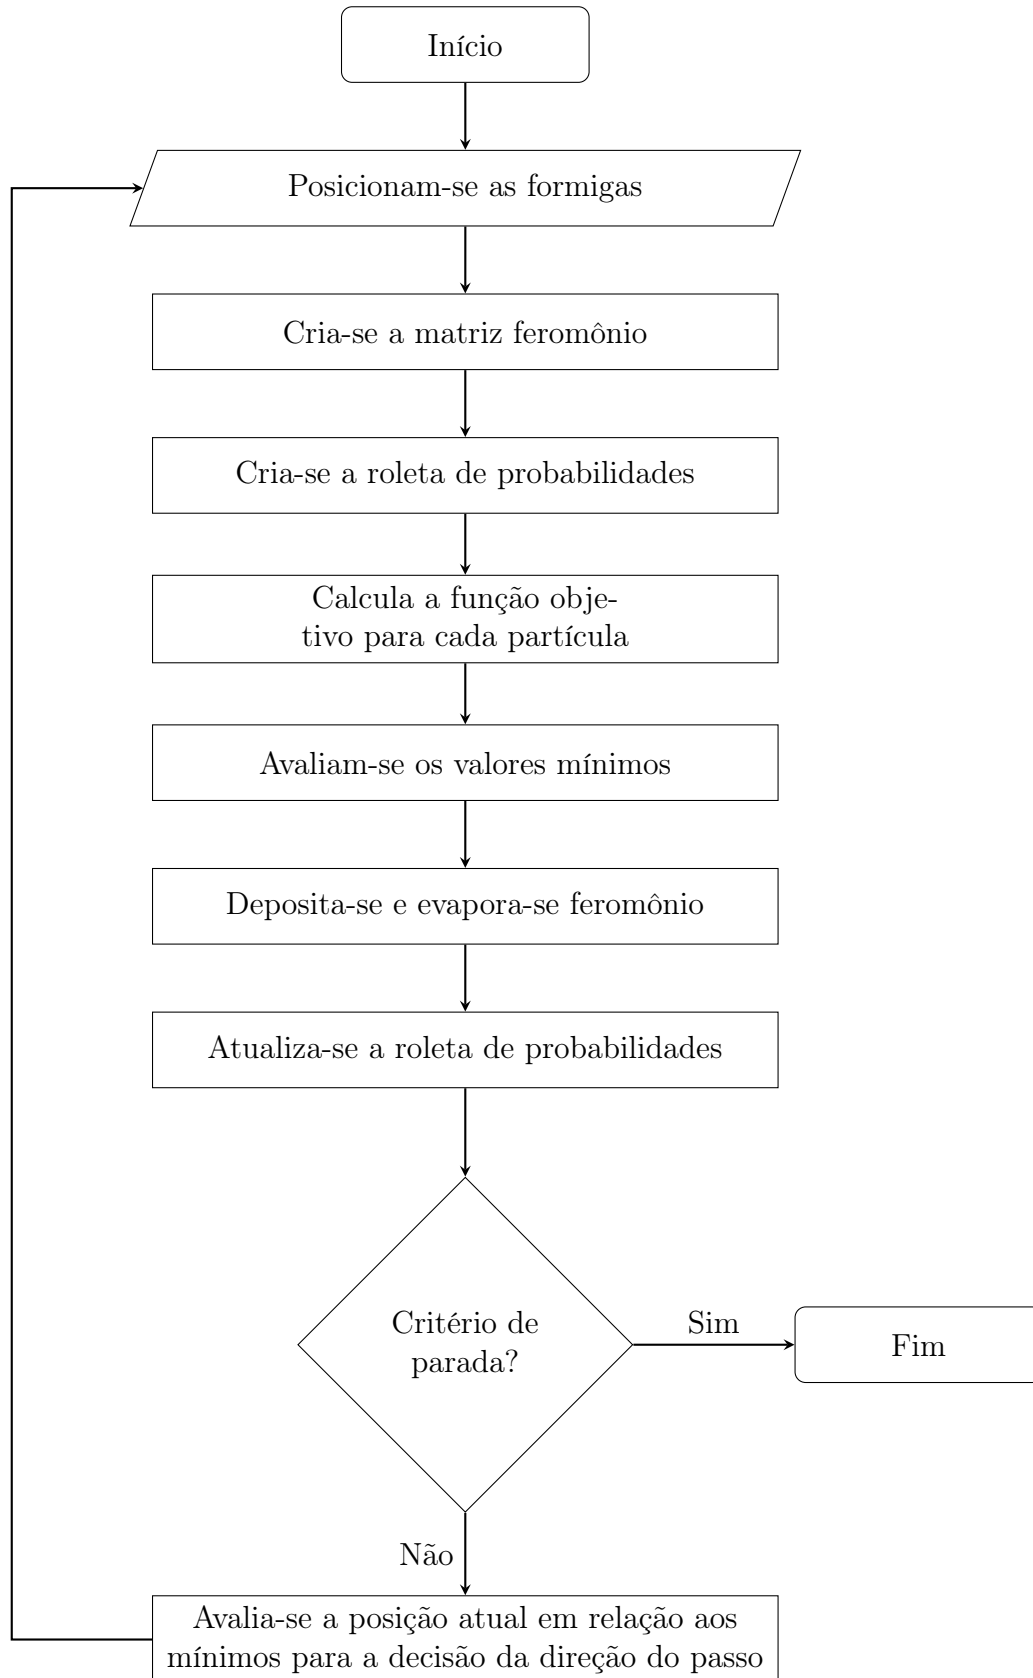 Início
Posicionam-se as formigas
Cria-se a matriz feromônio
Cria-se a roleta de probabilidades
Calcula a função obje-
tivo para cada partícula
Avaliam-se os valores mínimos
Deposita-se e evapora-se feromônio
Atualiza-se a roleta de probabilidades
Critério de
parada?
Sim
Fim
Não
Avalia-se a posição atual em relação aos
mínimos para a decisão da direção do passo